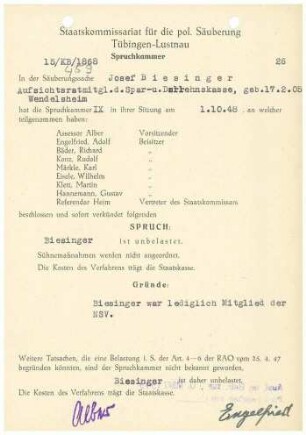 Staatskommissariat für die pol. Säuberung
Tübingen-Lustnau
Spruchkammer
15/KB/1868 26
469
In der Säuberungssache Josef Biesinger
Aufsichtsratmitgl.d.Spar-u.Darlehnskasse, geb.17.2.05
Wendelsheim
hat die Spruchkammer IX in ihrer Sitzung am 1.10.48, an welcher
teilgenommen haben:
Assessor Alber Vorsitzender
Engelfried, Adolf Beisitzer
Bäder, Richard "
Kenz, Rudolf "
Märkle, Karl "
Eisele, Wilhelm "
Klett, Martin "
Hannemann, Gustav "
Referendar Heim Vertreter des Staatskommissars
beschlossen und sofort verkündet folgenden
SPRUCH:
Biesinger ist unbelastet.
Sühnemaßnahmen werden nicht angeordnet.
Die Kosten des Verfahrens trägt die Staatskasse.
Gründe:
Biesinger war lediglich Mitglied der
NSV.
Weitere Tatsachen, die eine Belastung i. S. der Art. 4—6 der RAO vom 16. 4. 47
begründen könnten, sind der Spruchkammer nicht bekannt geworden.
Biesinger ist daher unbelastet.
Die Kosten des Verfahrens trägt die Staatskasse.
Alber Engelfried